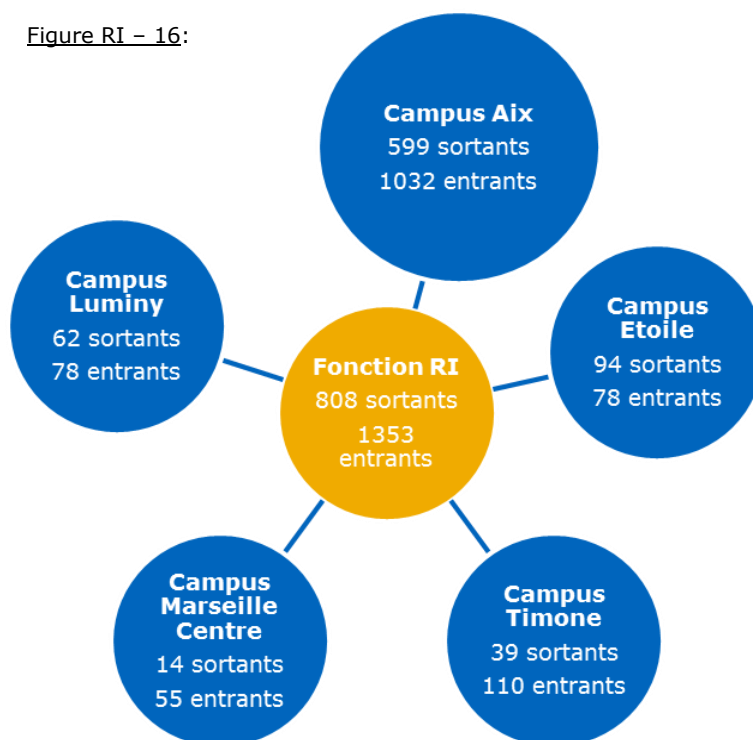 Figure RI – 16:
Campus Aix
599 sortants
1032 entrants
Campus
Etoile
94 sortants
78 entrants
Campus
Luminy
62 sortants
78 entrants
Fonction RI
808 sortants
1353
entrants
Campus
Marseille
Centre
14 sortants
55 entrants
Campus
Timone
39 sortants
110 entrants